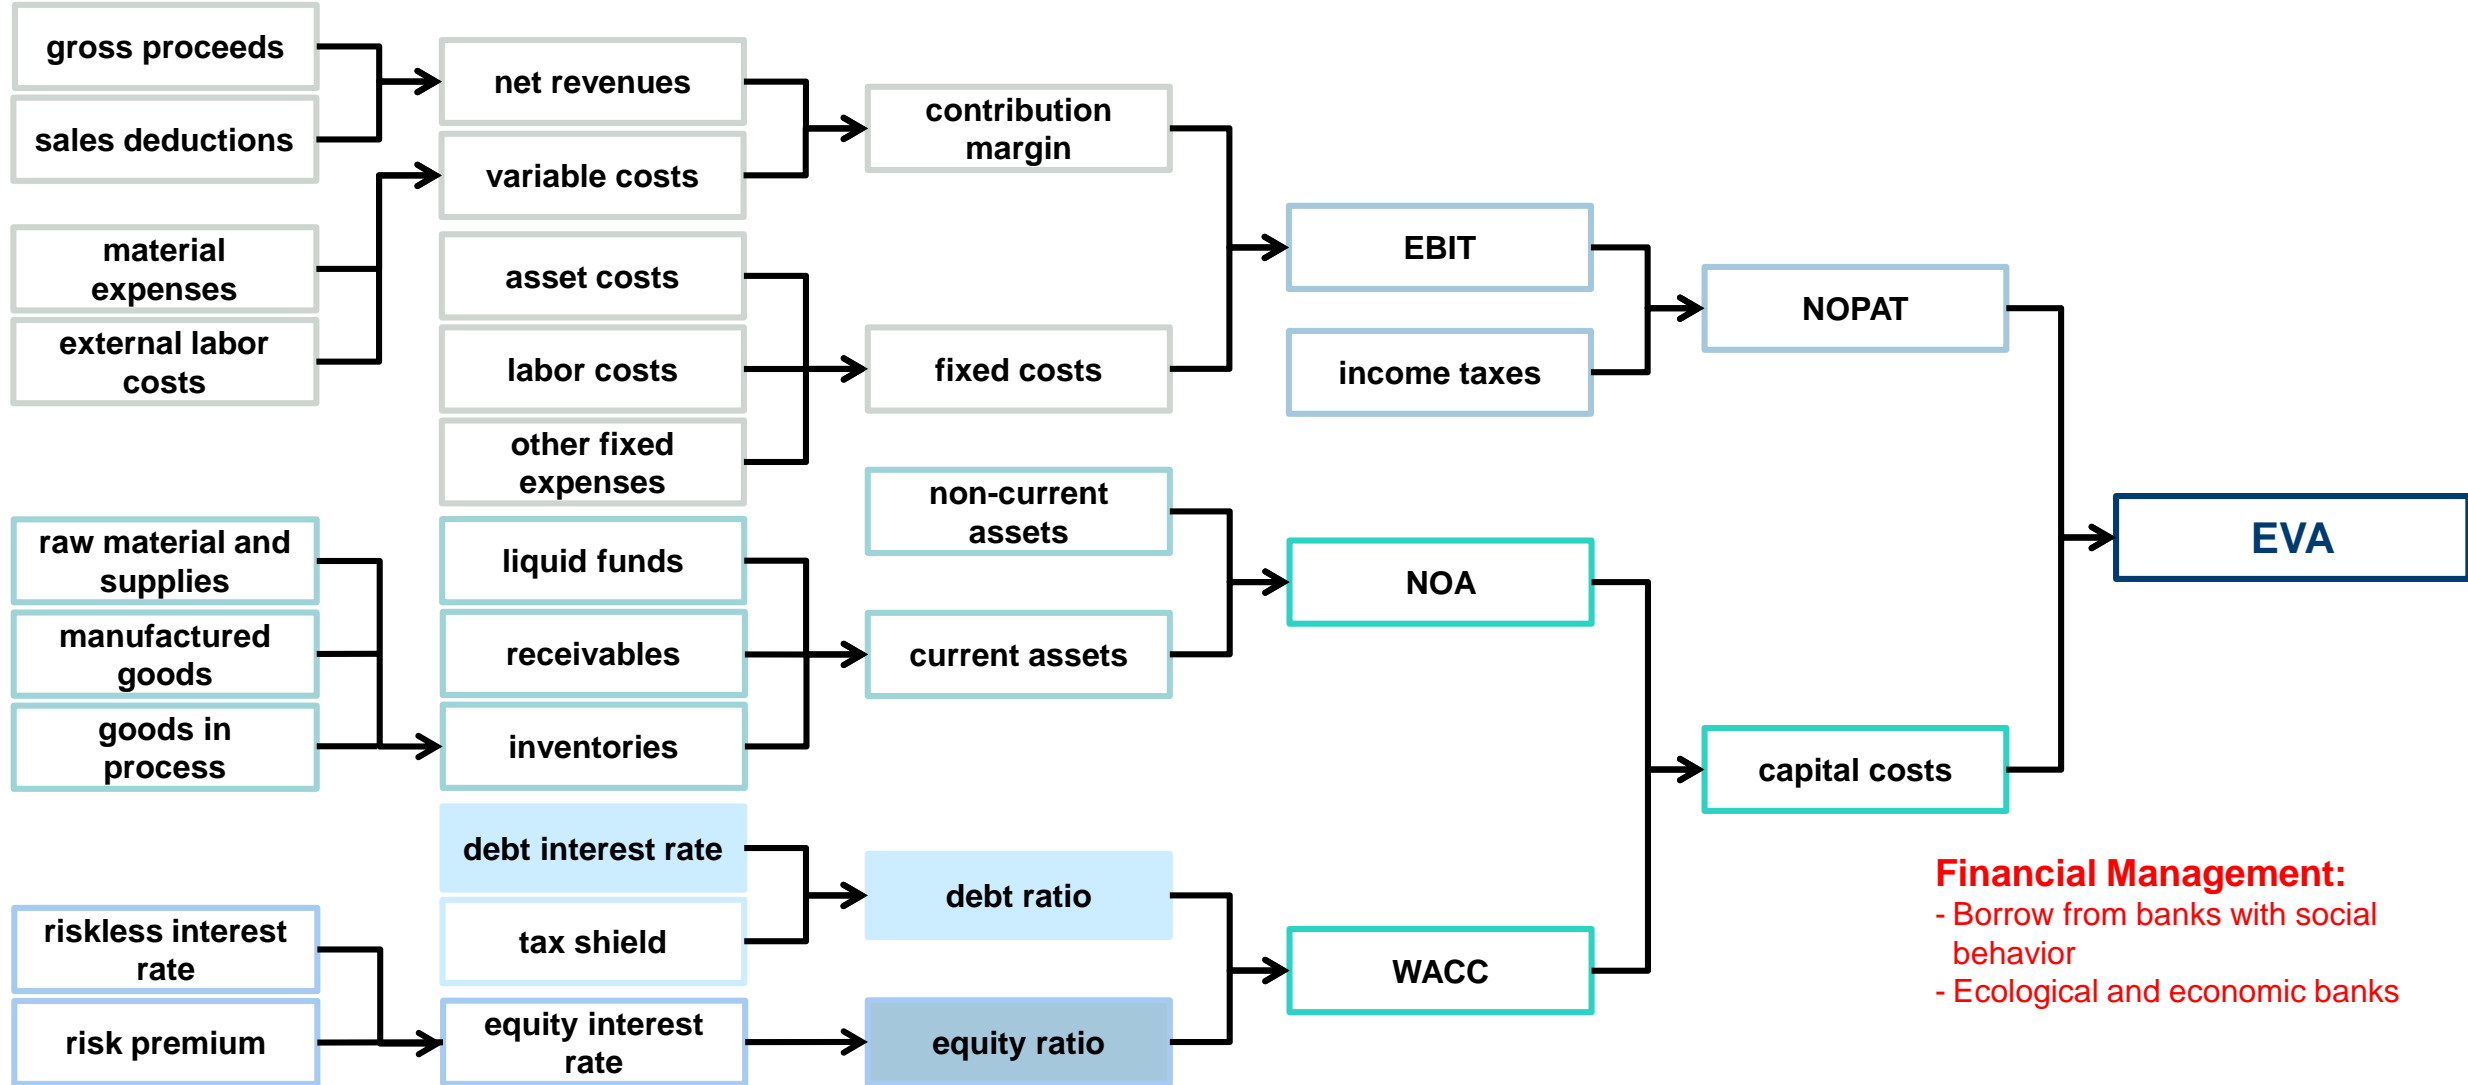 gross proceeds
sales deductions
material
expenses
external labor
costs
raw material and
supplies
manufactured
goods
goods in
process
riskless interest
rate
risk premium
net revenues
variable costs
asset costs
labor costs
other fixed
expenses
liquid funds
receivables
inventories
debt interest rate
tax shield
equity interest
rate
contribution
margin
fixed costs
non-current
assets
current assets
debt ratio
equity ratio
EBIT
income taxes
NOA
WACC
NOPAT
capital costs
EVA
Financial Management:
- Borrow from banks with social
behavior
- Ecological and economic banks